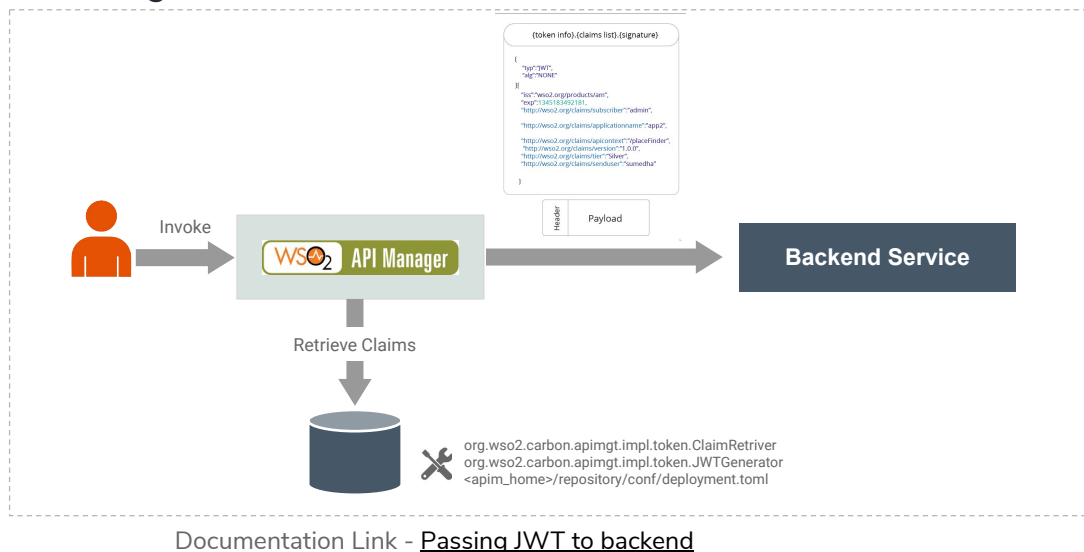 {token info}.{claims list}.{signature}
{
"typ":"JWT",
"alg":"NONE"
}{
"iss":"wso2.org/products/am",
"exp":1345183492181,
"http://wso2.org/claims/subscriber":"admin",
"http://wso2.org/claims/applicationname":"app2",
"http://wso2.org/claims/apicontext":"/placeFinder",
"http://wso2.org/claims/version":"1.0.0",
"http://wso2.org/claims/tier":"Silver",
"http://wso2.org/claims/senduser":"sumedha"
}
Header
Payload
Invoke
WSO2 API Manager
Backend Service
Retrieve Claims
org.wso2.carbon.apimgt.impl.token.ClaimRetriver
org.wso2.carbon.apimgt.impl.token.JWTGenerator
<apim_home>/repository/conf/deployment.toml
Documentation Link - Passing JWT to backend